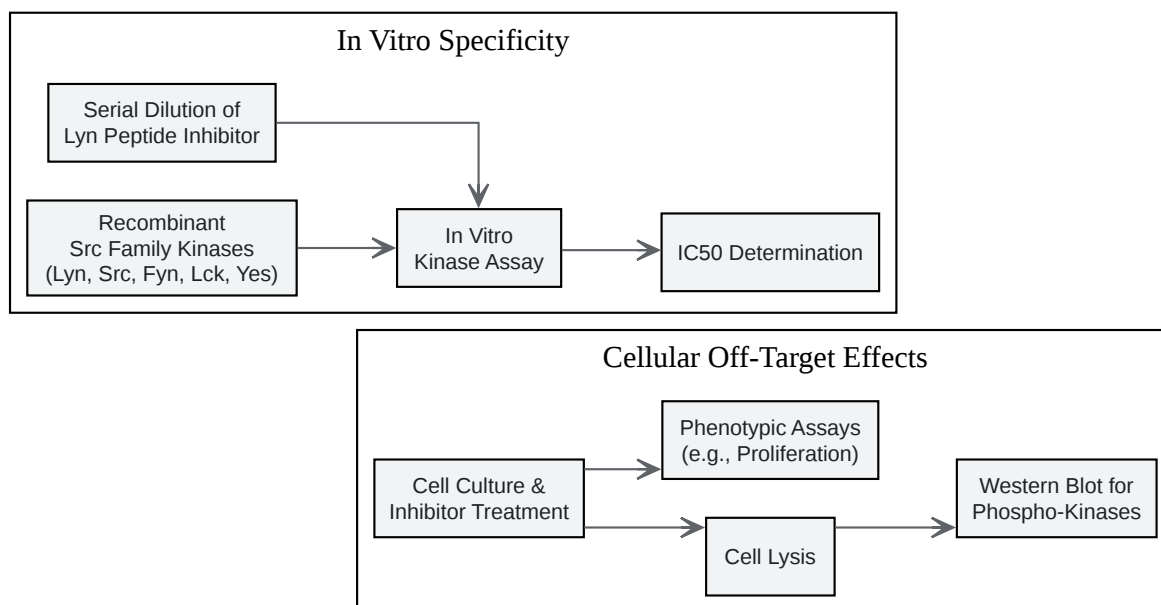 In Vitro Specificity
Serial Dilution of
Lyn Peptide Inhibitor
Recombinant
Src Family Kinases
(Lyn, Src, Fyn, Lck, Yes)
In Vitro
Kinase Assay
IC50 Determination
Cellular Off-Target Effects
Phenotypic Assays
(e.g., Proliferation)
Cell Culture &
Inhibitor Treatment
Cell Lysis
Western Blot for
Phospho-Kinases